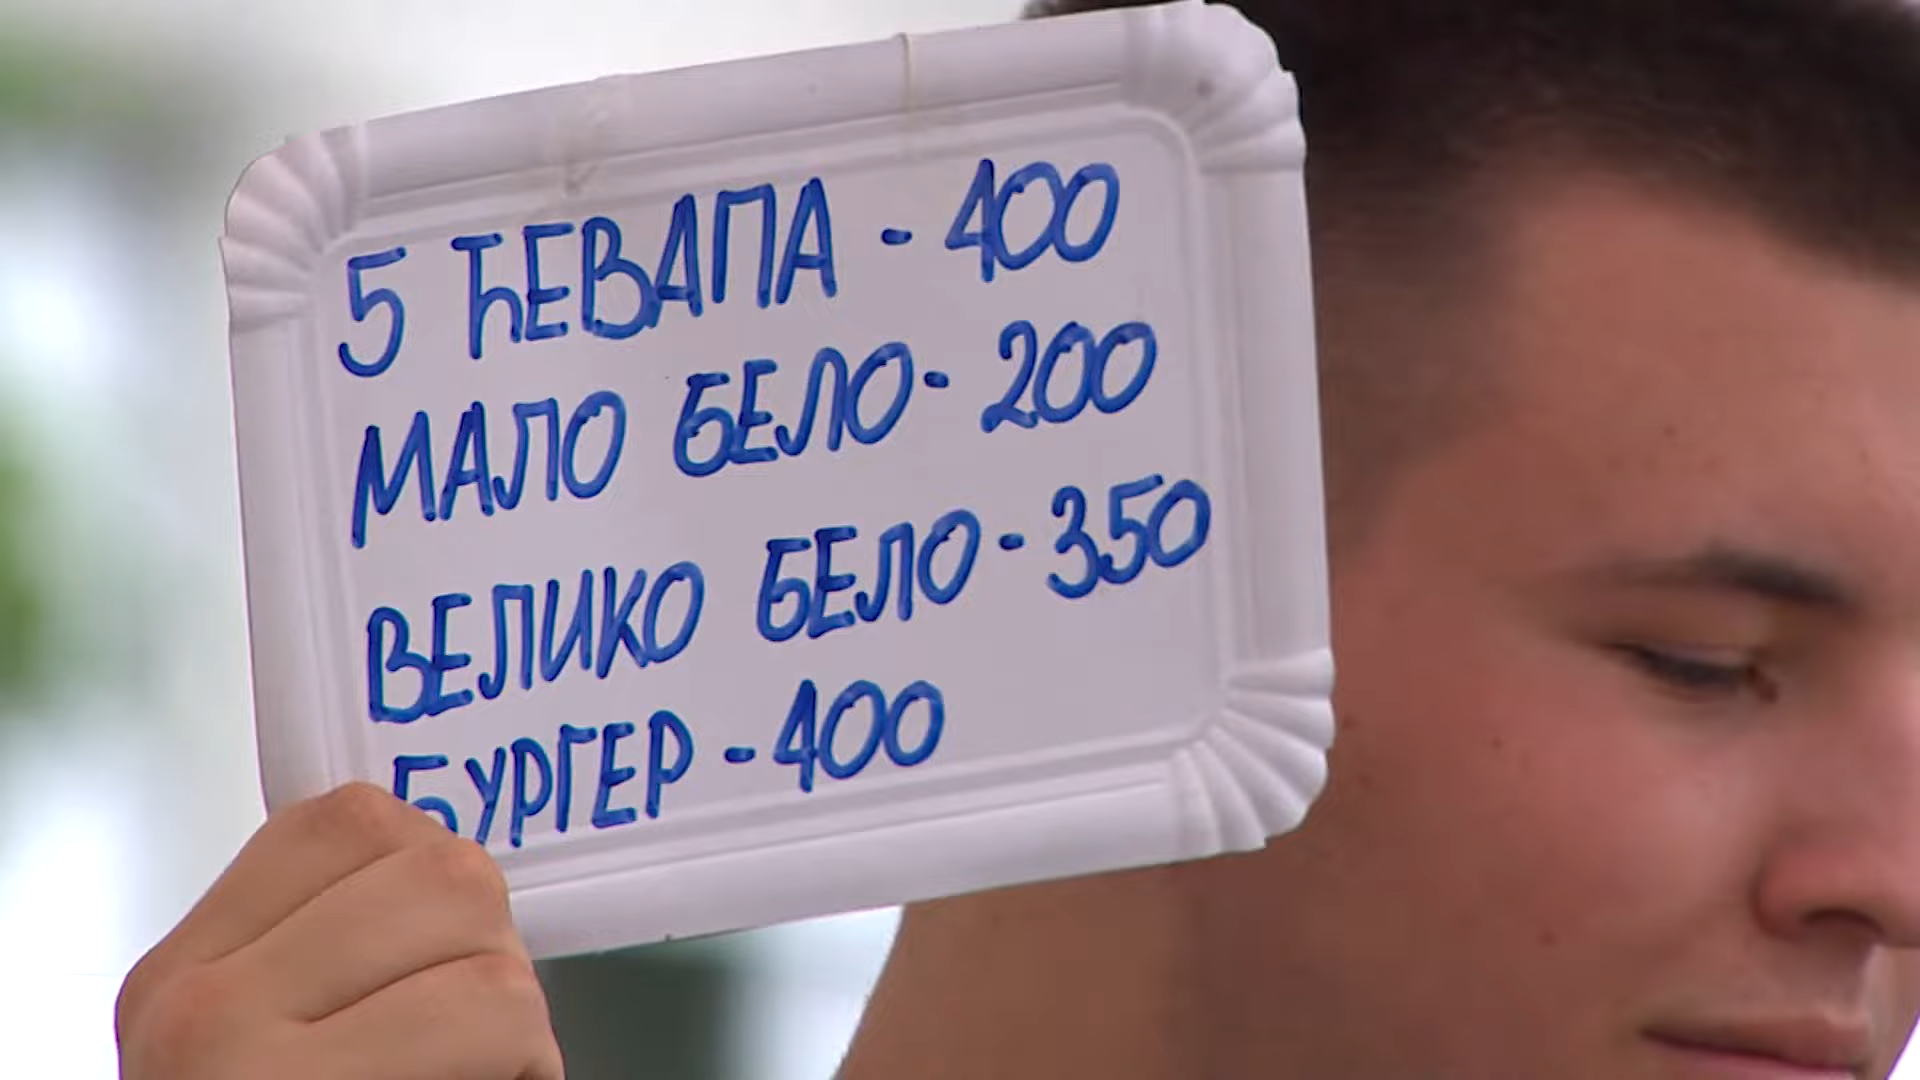 5 ЋЕВАПА - 400
МАЛО БЕЛО - 200
ВЕЛИКО БЕЛО - 350
БУРГЕР - 400